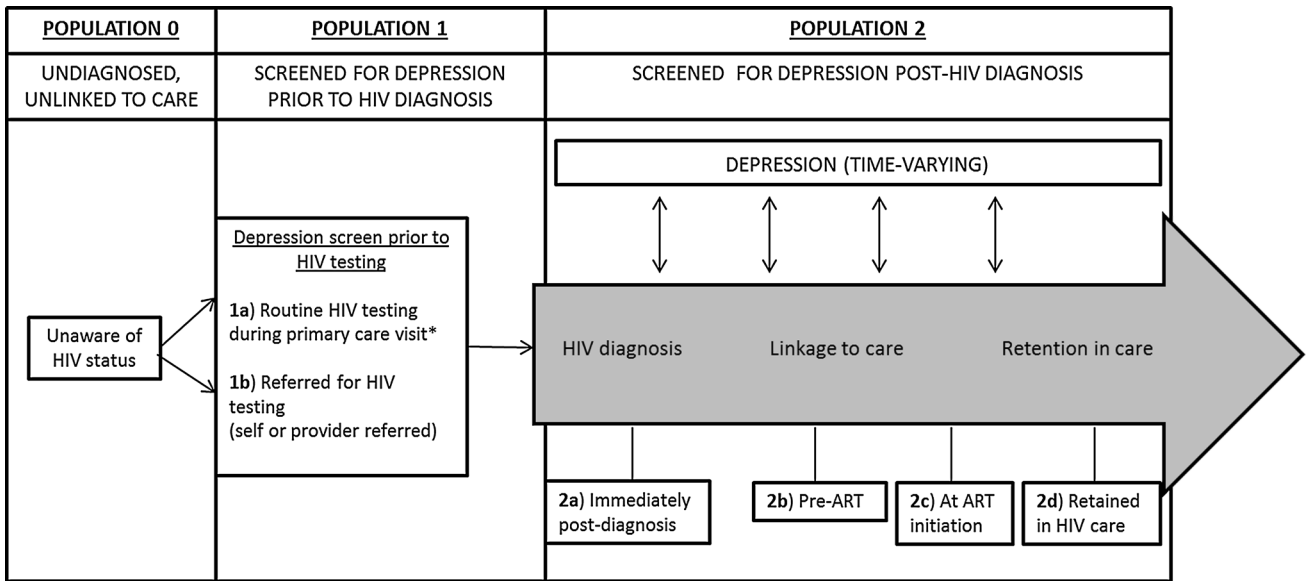 POPULATION 0
POPULATION 1
POPULATION 2
UNDIAGNOSED,
UNLINKED TO CARE
SCREENED FOR DEPRESSION
PRIOR TO HIV DIAGNOSIS
SCREENED FOR DEPRESSION POST-HIV DIAGNOSIS
DEPRESSION (TIME-VARYING)
Unaware of
HIV status
Depression screen prior to
HIV testing
1a) Routine HIV testing
during primary care visit*
1b) Referred for HIV
testing
(self or provider referred)
HIV diagnosis
Linkage to care
Retention in care
2a) Immediately
post-diagnosis
2b) Pre-ART
2c) At ART
initiation
2d) Retained
in HIV care